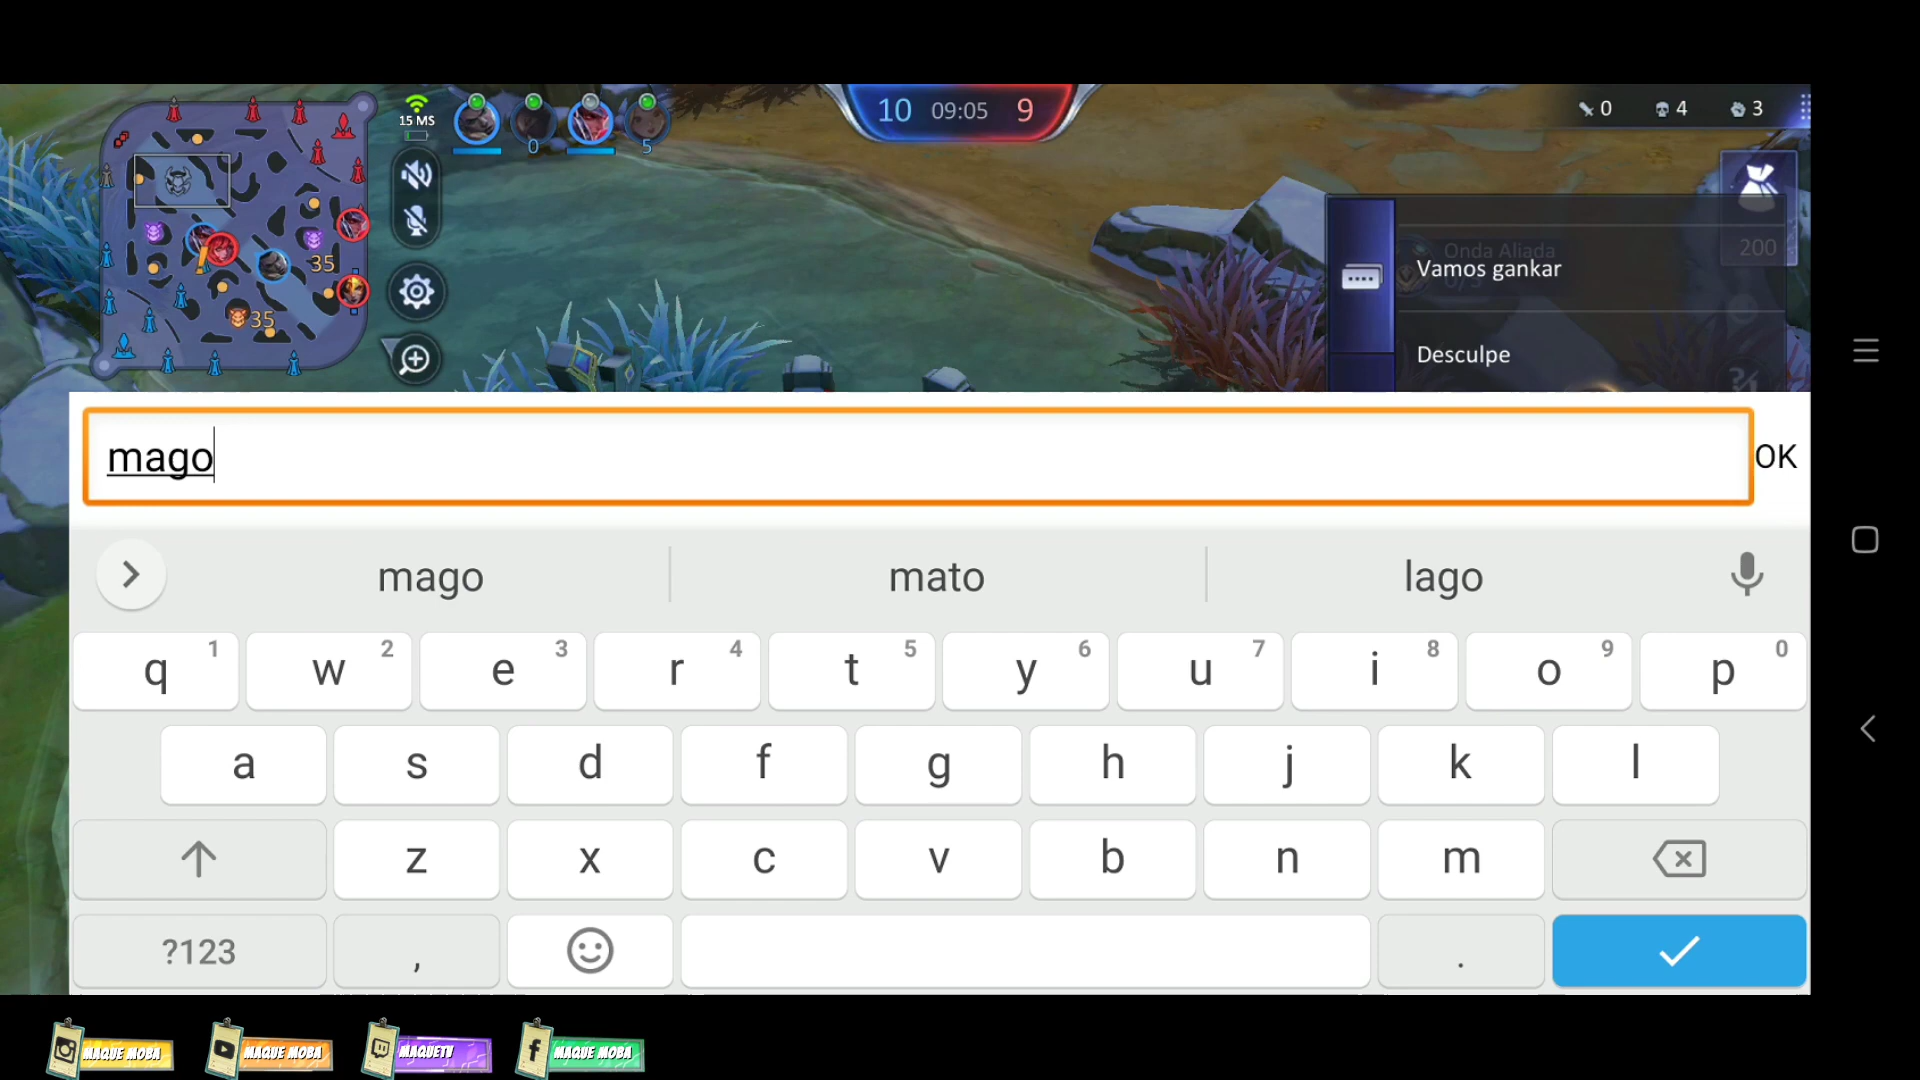 15 MS
0
5
10 09:05 9
0 4 3
35
35
200
Onda Aliada
Vamos gankar
Desculpe
mago
OK
mago mato lago
q 1 w 2 e 3 r 4 t 5 y 6 u 7 i 8 o 9 p 0
a s d f g h j k l
z x c v b n m
?123 , .
MAQUE MOBA MAQUE MOBA MAQUETV MAQUE MOBA